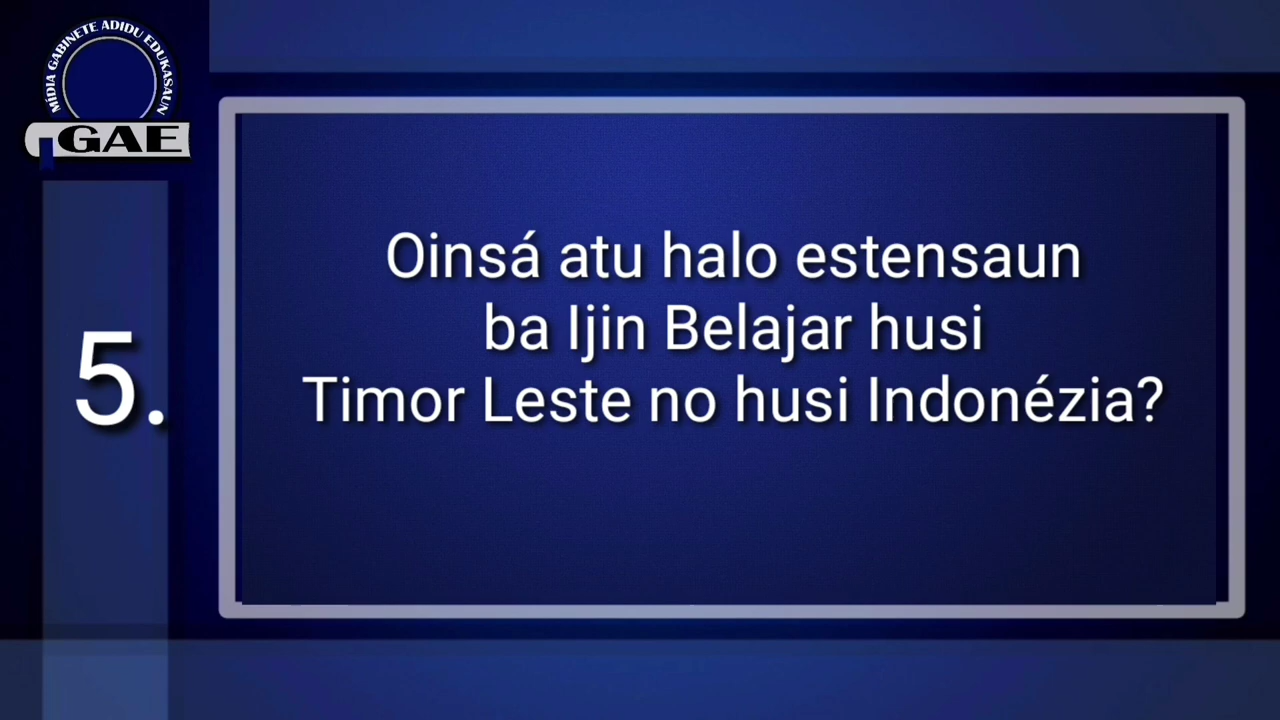 MÍDIA GABINETE ADIDU EDUKASAUN
GAE
5.
Oinsá atu halo estensaun
ba Ijin Belajar husi
Timor Leste no husi Indonézia?